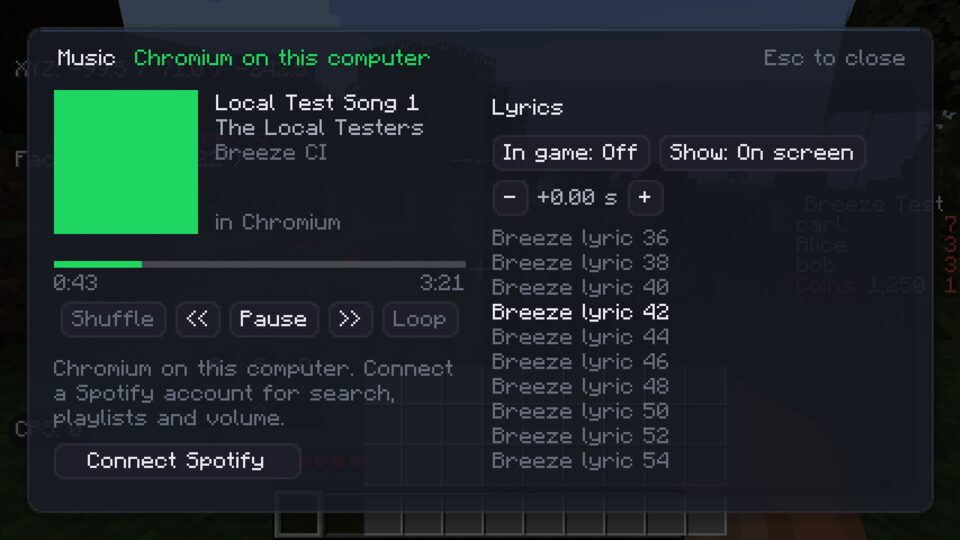 Music Chromium on this computer
Esc to close
Local Test Song 1
The Local Testers
Breeze CI
in Chromium
0:43
3:21
Shuffle << Pause >> Loop
Chromium on this computer. Connect
a Spotify account for search,
playlists and volume.
Connect Spotify
Lyrics
In game: Off Show: On screen
- +0.00 s +
Breeze lyric 36
Breeze lyric 38
Breeze lyric 40
Breeze lyric 42
Breeze lyric 44
Breeze lyric 46
Breeze lyric 48
Breeze lyric 50
Breeze lyric 52
Breeze lyric 54
Breeze Test
carl 7
Alice 3
bob 3
Coins: 1,250 1